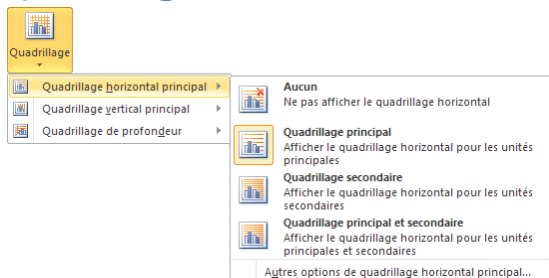 Quadrillage
Quadrillage horizontal principal
Quadrillage vertical principal
Quadrillage de profondeur
Aucun
Ne pas afficher le quadrillage horizontal
Quadrillage principal
Afficher le quadrillage horizontal pour les unités
principales
Quadrillage secondaire
Afficher le quadrillage horizontal pour les unités
secondaires
Quadrillage principal et secondaire
Afficher le quadrillage horizontal pour les unités
principales et secondaires
Autres options de quadrillage horizontal principal...